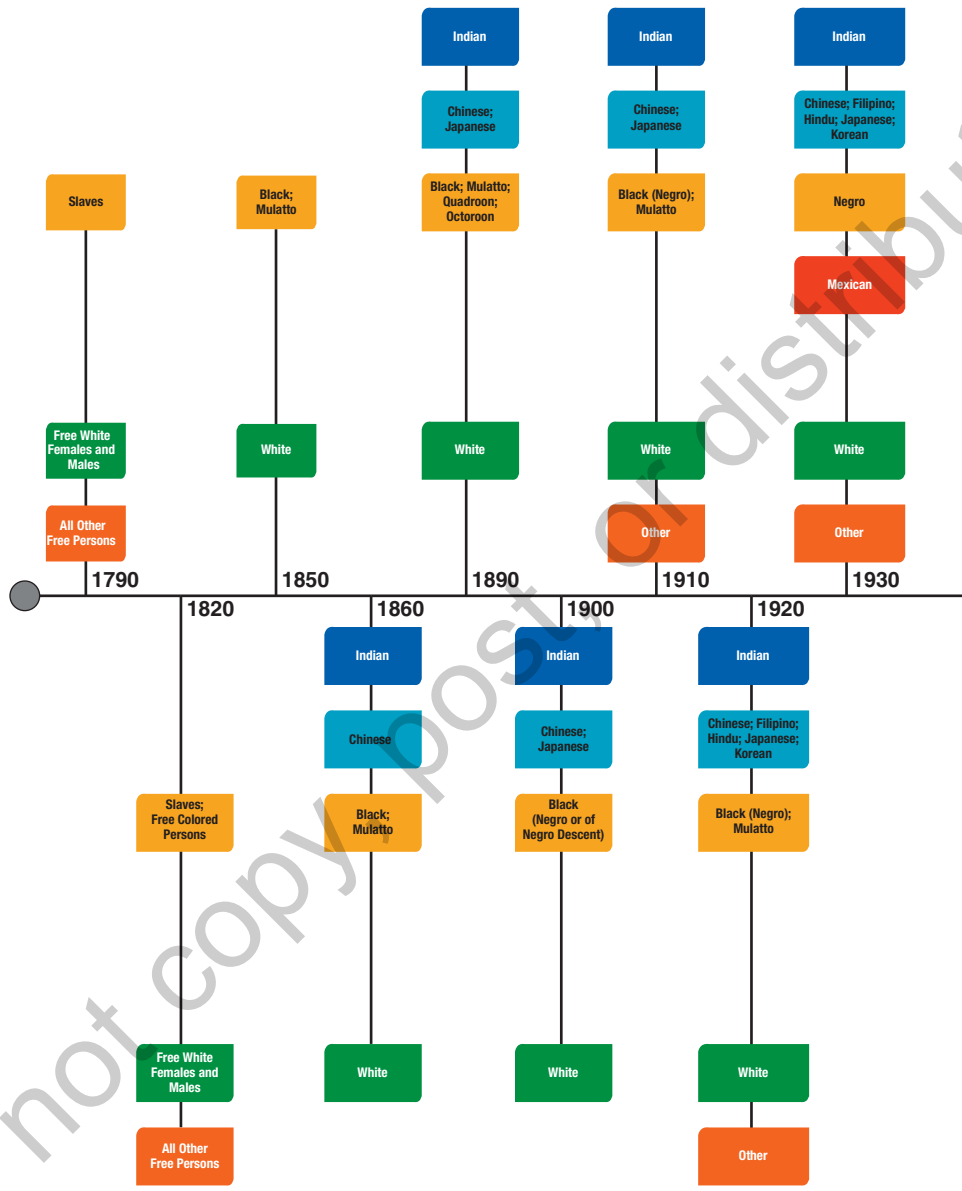 Indian
Chinese;
Japanese
Black; Mulatto;
Quadroon;
Octoroon
White
Indian
Chinese;
Japanese
Black (Negro);
Mulatto
White
Other
Indian
Chinese; Filipino;
Hindu; Japanese;
Korean
Negro
Mexican
White
Other
Slaves
Free White
Females and
Males
All Other
Free Persons
Black;
Mulatto
White
1790
1850
1890
1910
1930
1820
1860
1900
1920
Slaves;
Free Colored
Persons
Free White
Females and
Males
All Other
Free Persons
Indian
Chinese
Black;
Mulatto
White
Indian
Chinese;
Japanese
Black
(Negro or of
Negro Descent)
White
Indian
Chinese; Filipino;
Hindu; Japanese;
Korean
Black (Negro);
Mulatto
White
Other
not copy, post, or